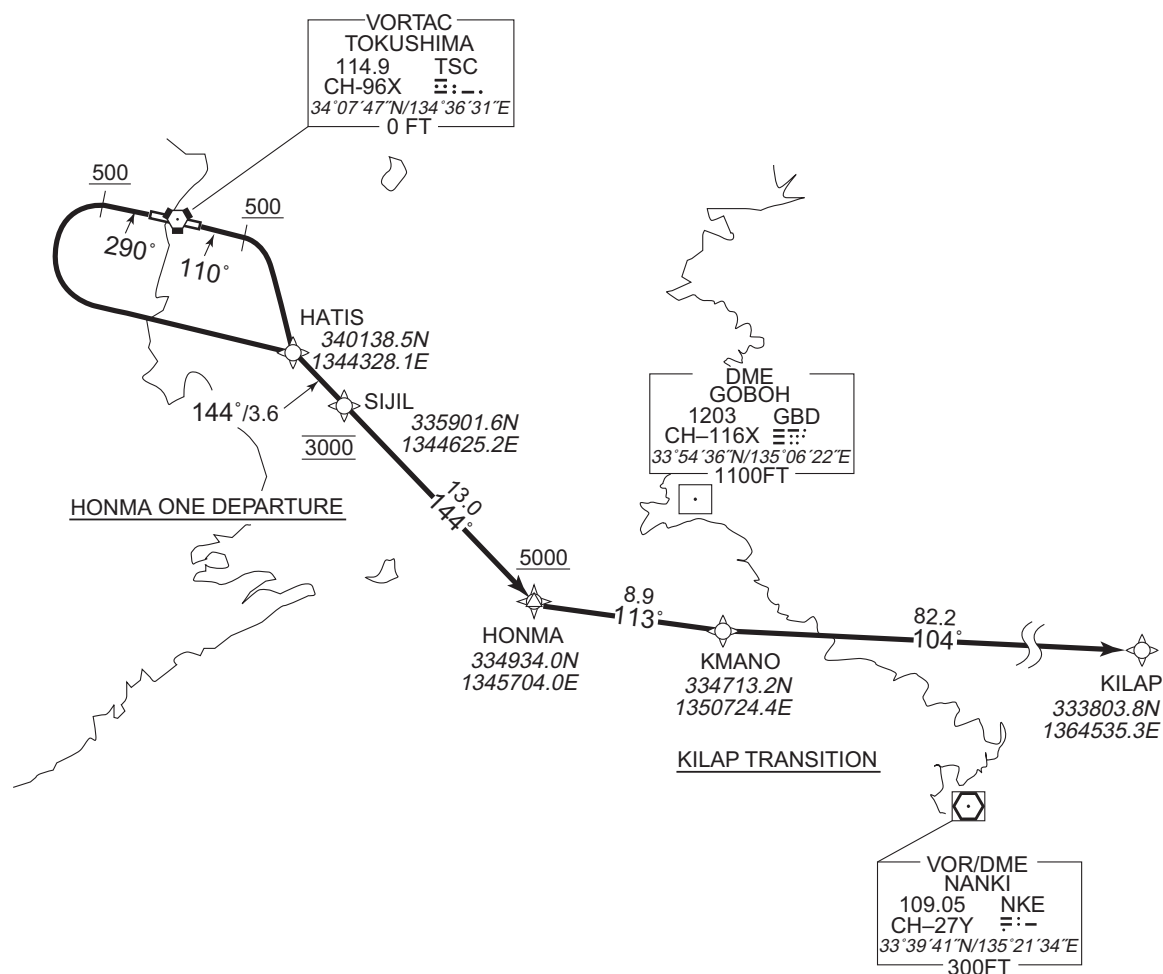 VORTAC
TOKUSHIMA
114.9 TSC
CH-96X
34°07´47˝N/134°36´31˝E
0 FT
500
500
290°
110°
HATIS
340138.5N
1344328.1E
144°/3.6
SIJIL
335901.6N
1344625.2E
3000
DME
GOBOH
1203 GBD
CH–116X
33°54´36˝N/135°06´22˝E
1100FT
HONMA ONE DEPARTURE
13.0
144°
5000
8.9
113°
82.2
104°
HONMA
334934.0N
1345704.0E
KMANO
334713.2N
1350724.4E
KILAP
333803.8N
1364535.3E
KILAP TRANSITION
VOR/DME
NANKI
109.05 NKE
CH–27Y
33°39´41˝N/135°21´34˝E
300FT